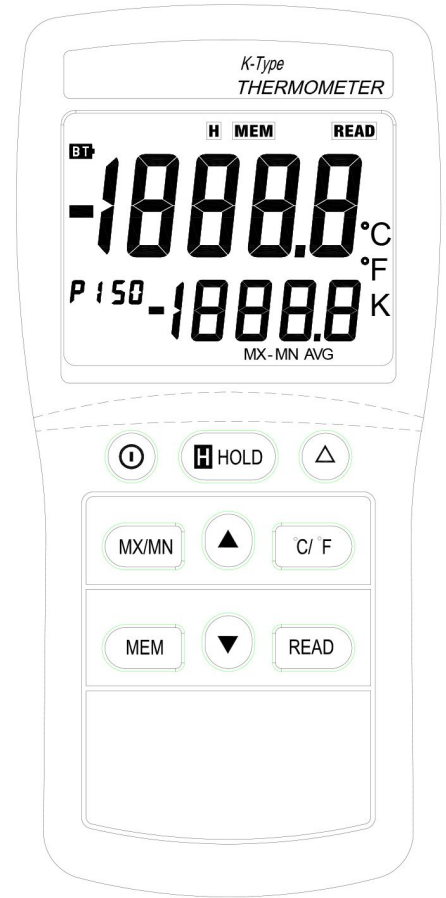 K-Type
THERMOMETER
H MEM READ
BT
-1888.8
°C
°F
P150 -1888.8 K
MX-MN AVG
H HOLD △
MX/MN ▲ °C/°F
MEM ▼ READ